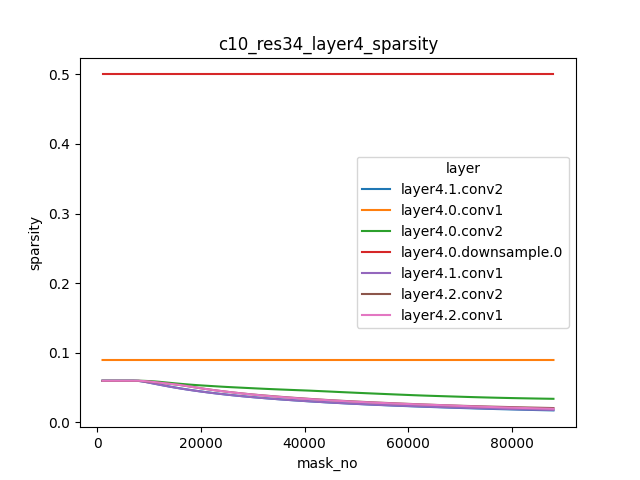 c10_res34_layer4_sparsity
0.5
0.4
0.3
0.2
0.1
0.0
sparsity
layer
layer4.1.conv2
layer4.0.conv1
layer4.0.conv2
layer4.0.downsample.0
layer4.1.conv1
layer4.2.conv2
layer4.2.conv1
0
20000
40000
60000
80000
mask_no